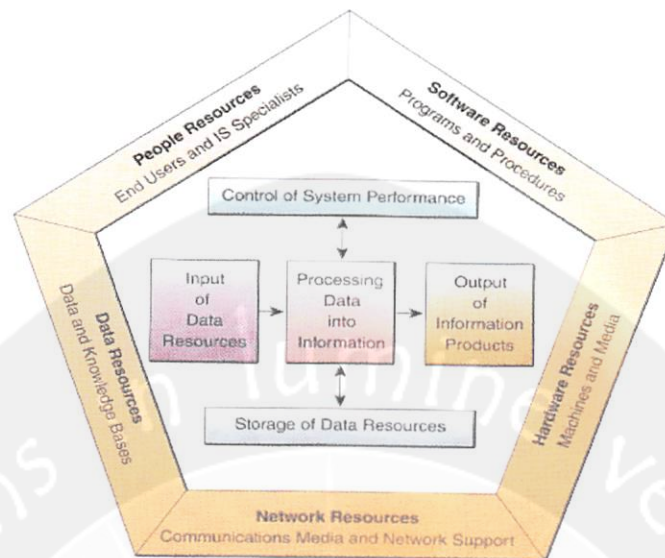 People Resources
End Users and IS Specialists
Software Resources
Programs and Procedures
Control of System Performance
Input
of
Data
Resources
Processing
Data
into
Information
Output
of
Information
Products
Storage of Data Resources
Data Resources
Data and Knowledge Bases
Hardware Resources
Machines and Media
Network Resources
Communications Media and Network Support
lumine